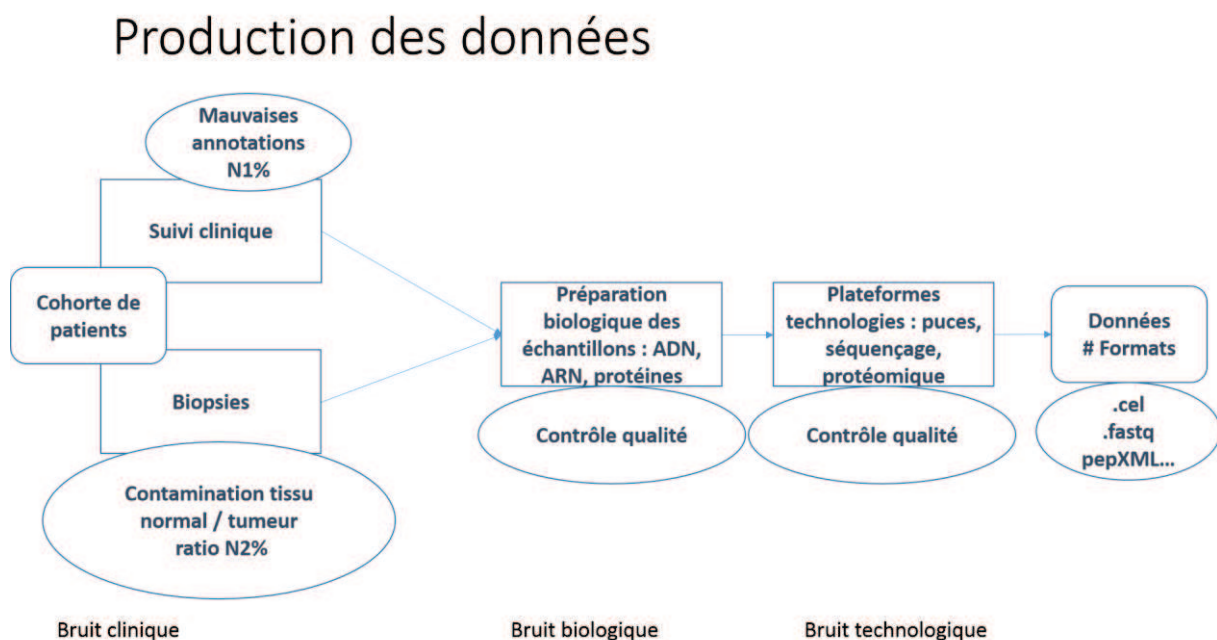 Production des données
Mauvaises
annotations
N1%
Suivi clinique
Cohorte de
patients
Biopsies
Contamination tissu
normal / tumeur
ratio N2%
Préparation
biologique des
échantillons : ADN,
ARN, protéines
Contrôle qualité
Plateformes
technologies : puces,
séquençage,
protéomique
Contrôle qualité
Données
# Formats
.cel
.fastq
pepXML...
Bruit clinique
Bruit biologique
Bruit technologique